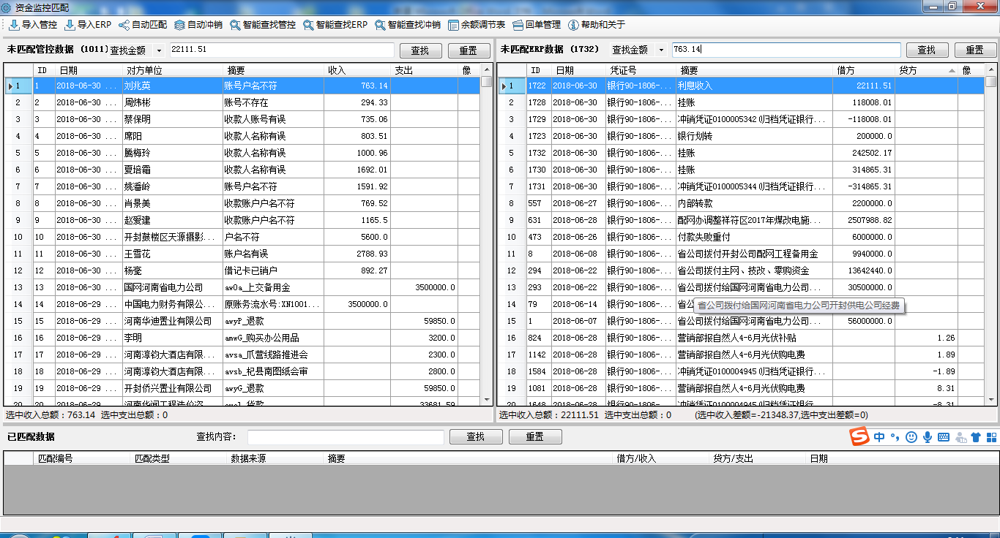 资金监控匹配
导入管控 导入ERP 自动匹配 自动冲销 智能查找管控 智能查找ERP 智能查找冲销 余额调节表 回单管理 帮助和关于
未匹配管控数据 (1011) 查找金额 22111.51 查找 重置
ID 日期 对方单位 摘要 收入 支出 像
1 1 2018-06-30 ... 刘兆英 账号户名不符 763.14
2 2 2018-06-30 ... 周炜彬 账号不存在 294.33
3 3 2018-06-30 ... 蔡保明 收款人账号有误 735.06
4 4 2018-06-30 ... 席阳 收款人名称有误 803.51
5 5 2018-06-30 ... 腾梅玲 收款人名称有误 1000.96
6 6 2018-06-30 ... 夏培霜 收款人名称有误 1692.01
7 7 2018-06-30 ... 姚潘岭 账号户名不符 1591.92
8 8 2018-06-30 ... 肖景美 收款账户户名不符 769.52
9 9 2018-06-30 ... 赵爱建 收款账户户名不符 1165.5
10 10 2018-06-30 ... 开封鼓楼区天源摄影... 户名不符 5600.0
11 11 2018-06-30 ... 王雪花 账户名有误 2788.93
12 12 2018-06-30 ... 杨毫 借记卡已销户 892.27
13 13 2018-06-30 ... 国网河南省电力公司 awOa_上交备用金 3500000.0
14 14 2018-06-29 ... 中国电力财务有限公... 原账务流水号:XN1001... 3500000.0
15 15 2018-06-29 ... 河南华迪置业有限公司 awyP_退款 59850.0
16 16 2018-06-29 ... 李明 amwG_购买办公用品 3200.0
17 17 2018-06-29 ... 河南淳钧大酒店有限... avsa_爪营线路推进会 2300.0
18 18 2018-06-29 ... 河南淳钧大酒店有限... avsb_杞县南图纸会审 2800.0
19 19 2018-06-29 ... 开封侨兴置业有限公司 awyG_退款 59850.0
20 20 2018-06-29 33681.59
选中收入总额：763.14 选中支出总额：0
未匹配ERP数据 (1732) 查找金额 763.14 查找 重置
ID 日期 凭证号 摘要 借方 贷方 像
1 1722 2018-06-30 银行90-1806-... 利息收入 22111.51
2 1728 2018-06-30 银行90-1806-... 挂账 118008.01
3 1729 2018-06-30 银行90-1806-... 冲销凭证0100005342(归档凭证银行... -118008.01
4 1723 2018-06-30 银行90-1806-... 银行划转 200000.0
5 1732 2018-06-30 银行90-1806-... 挂账 242502.17
6 1730 2018-06-30 银行90-1806-... 挂账 314865.31
7 1731 2018-06-30 银行90-1806-... 冲销凭证0100005344(归档凭证银行... -314865.31
8 557 2018-06-27 银行90-1806-... 内部转款 2200000.0
9 631 2018-06-28 银行90-1806-... 配网办调整祥符区2017年煤改电施... 2507988.82
10 473 2018-06-26 银行90-1806-... 付款失败重付 6000000.0
11 8 2018-06-08 银行90-1806-... 省公司拨付开封公司配网工程备用金 9940000.0
12 294 2018-06-22 银行90-1806-... 省公司拨付主网、技改、零购资金 13642440.0
13 293 2018-06-22 银行90-1806-... 省公司拨付给国网河南省电力公司... 30500000.0
14 79 2018-06-14 银行90-1806-... 省公
省公司拨付给国网河南省电力公司开封供电公司经费
15 1 2018-06-07 银行90-1806-... 省公司拨付给国网河南省电力公司... 56000000.0
16 824 2018-06-28 银行90-1806-... 营销部报自然人4-6月光伏补贴 1.26
17 1142 2018-06-28 银行90-1806-... 营销部报自然人4-6月光伏购电费 1.89
18 1584 2018-06-28 银行90-1806-... 冲销凭证0100004945(归档凭证银行... -1.89
19 1081 2018-06-28 银行90-1806-... 营销部报自然人4-6月光伏购电费 8.31
20 1648 2018-06-28 银行90-1806-... 冲销凭证0100004945(归档凭证银行... -8.31
选中收入总额：22111.51 选中支出总额：0 (选中收入差额=-21348.37,选中支出差额=0)
已匹配数据 查找内容： 查找 重置
中
匹配编号 匹配类型 数据来源 摘要 借方/收入 贷方/支出 日期